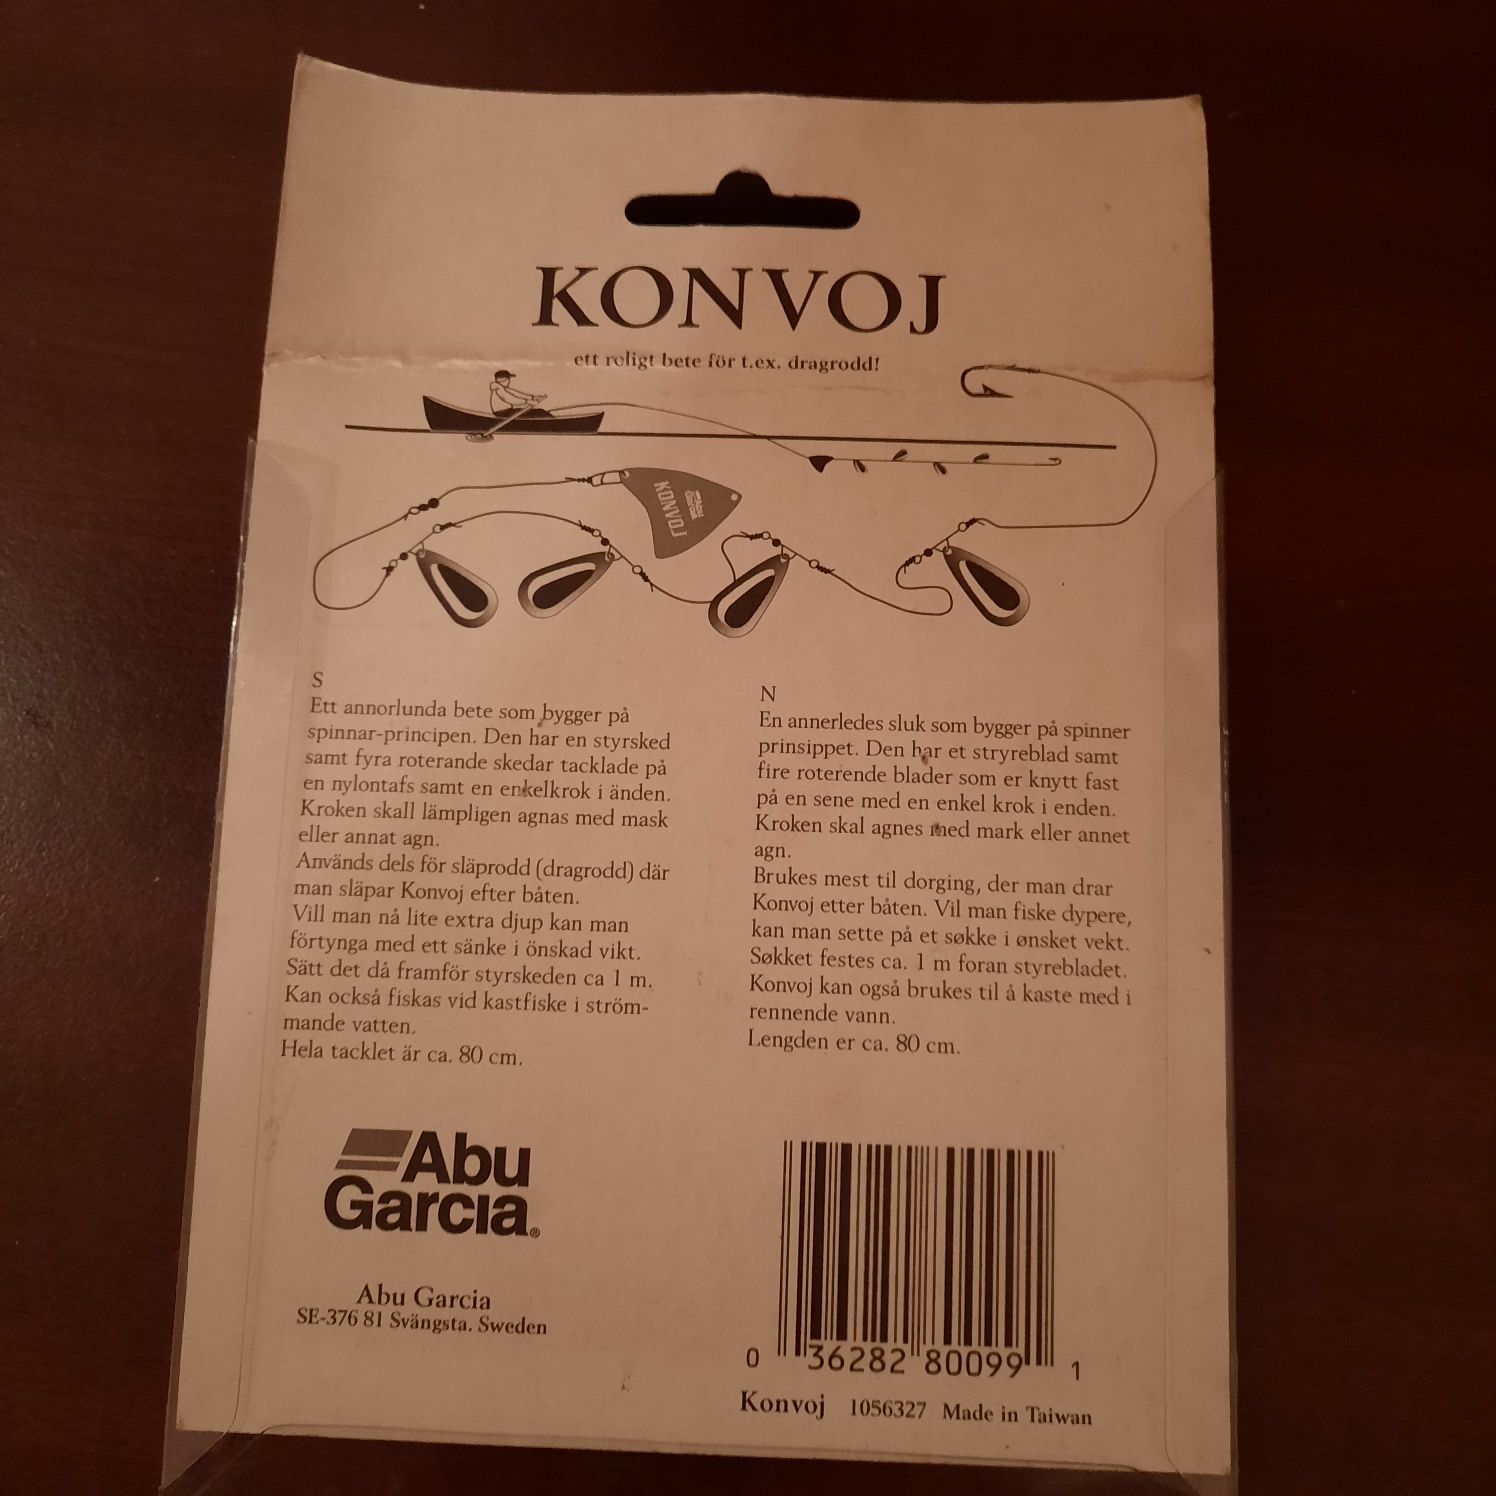 KONVOJ
ett roligt bete för t.ex. dragrodd!
Abu
Garcia
KONVOJ
S
Ett annorlunda bete som bygger på
spinnar-principen. Den har en styrsked
samt fyra roterande skedar tacklade på
en nylontafs samt en enkelkrok i änden.
Kroken skall lämpligen agnas med mask
eller annat agn.
Används dels för släprodd (dragrodd) där
man släpar Konvoj efter båten.
Vill man nå lite extra djup kan man
förtynga med ett sänke i önskad vikt.
Sätt det då framför styrskeden ca 1 m.
Kan också fiskas vid kastfiske i ström-
mande vatten.
Hela tacklet är ca. 80 cm.
N
En annerledes sluk som bygger på spinner
prinsippet. Den har et stryreblad samt
fire roterende blader som er knytt fast
på en sene med en enkel krok i enden.
Kroken skal agnes med mark eller annet
agn.
Brukes mest til dorging, der man drar
Konvoj etter båten. Vil man fiske dypere,
kan man sette på et søkke i ønsket vekt.
Søkket festes ca. 1 m foran styrebladet.
Konvoj kan også brukes til å kaste med i
rennende vann.
Lengden er ca. 80 cm.
Abu
Garcia®
Abu Garcia
SE-376 81 Svängsta. Sweden
0 36282 80099 1
Konvoj 1056327 Made in Taiwan